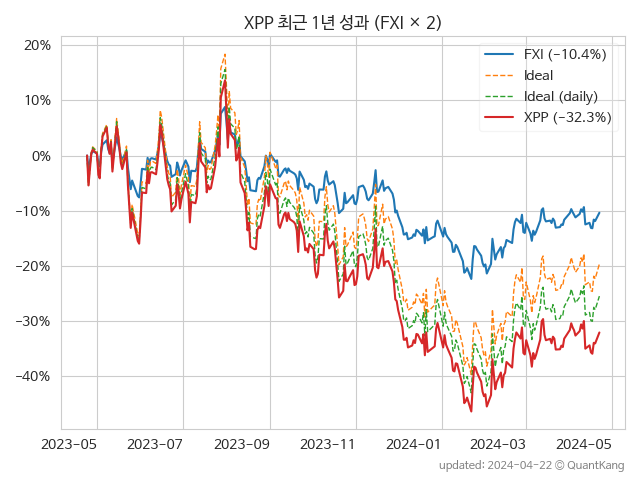 XPP 최근 1년 성과 (FXI × 2)
20%
10%
0%
−10%
−20%
−30%
−40%
FXI (−10.4%)
Ideal
Ideal (daily)
XPP (−32.3%)
2023-05
2023-07
2023-09
2023-11
2024-01
2024-03
2024-05
updated: 2024-04-22 © QuantKang